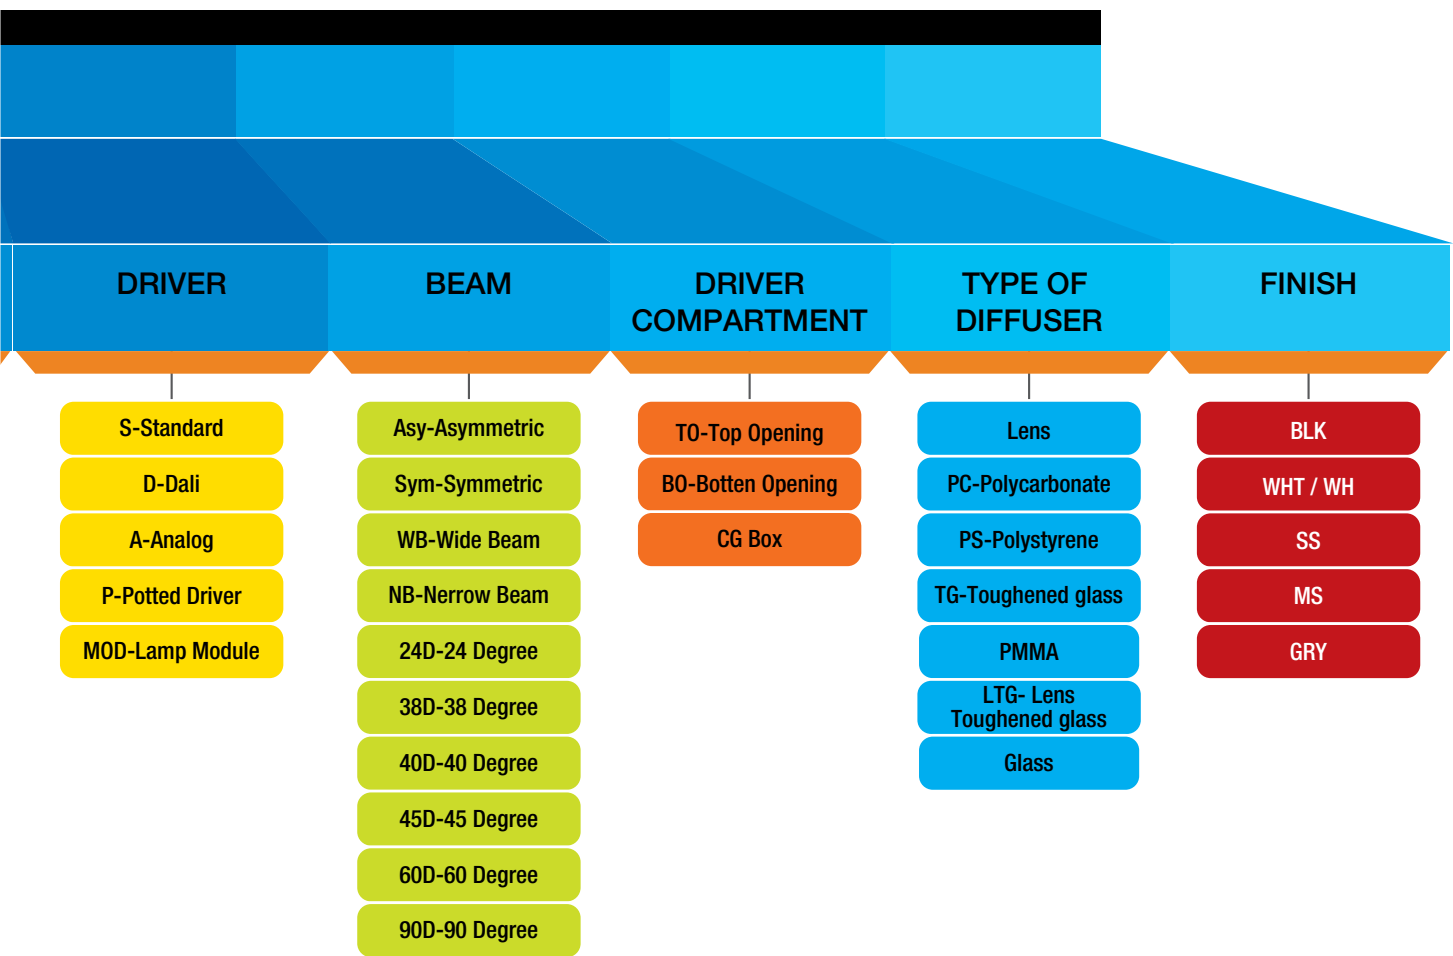 DRIVER
S-Standard
D-Dali
A-Analog
P-Potted Driver
MOD-Lamp Module
BEAM
Asy-Asymmetric
Sym-Symmetric
WB-Wide Beam
NB-Nerrow Beam
24D-24 Degree
38D-38 Degree
40D-40 Degree
45D-45 Degree
60D-60 Degree
90D-90 Degree
DRIVER
COMPARTMENT
TO-Top Opening
BO-Botten Opening
CG Box
TYPE OF
DIFFUSER
Lens
PC-Polycarbonate
PS-Polystyrene
TG-Toughened glass
PMMA
LTG- Lens
Toughened glass
Glass
FINISH
BLK
WHT / WH
SS
MS
GRY